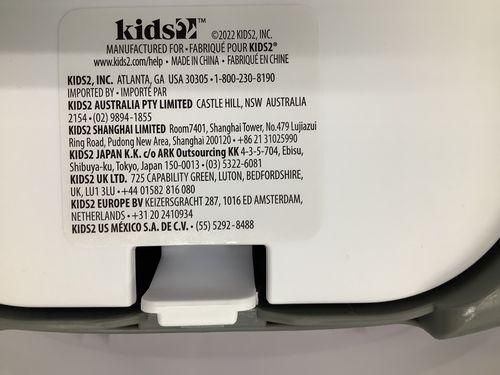 kids2™ ©2022 KIDS2, INC.
MANUFACTURED FOR • FABRIQUÉ POUR KIDS2®
www.kids2.com/help • MADE IN CHINA • FABRIQUÉ EN CHINE
KIDS2, INC. ATLANTA, GA USA 30305 • 1-800-230-8190
IMPORTED BY • IMPORTÉ PAR
KIDS2 AUSTRALIA PTY LIMITED CASTLE HILL, NSW AUSTRALIA
2154 • (02) 9894-1855
KIDS2 SHANGHAI LIMITED Room7401, Shanghai Tower, No.479 Lujiazui
Ring Road, Pudong New Area, Shanghai 200120 • +86 21 31025990
KIDS2 JAPAN K.K. c/o ARK Outsourcing KK 4-3-5-704, Ebisu,
Shibuya-ku, Tokyo, Japan 150-0013 • (03) 5322-6081
KIDS2 UK LTD. 725 CAPABILITY GREEN, LUTON, BEDFORDSHIRE,
UK, LU1 3LU • +44 01582 816 080
KIDS2 EUROPE BV KEIZERSGRACHT 287, 1016 ED AMSTERDAM,
NETHERLANDS • +31 20 2410934
KIDS2 US MÉXICO S.A. DE C.V. • (55) 5292-8488